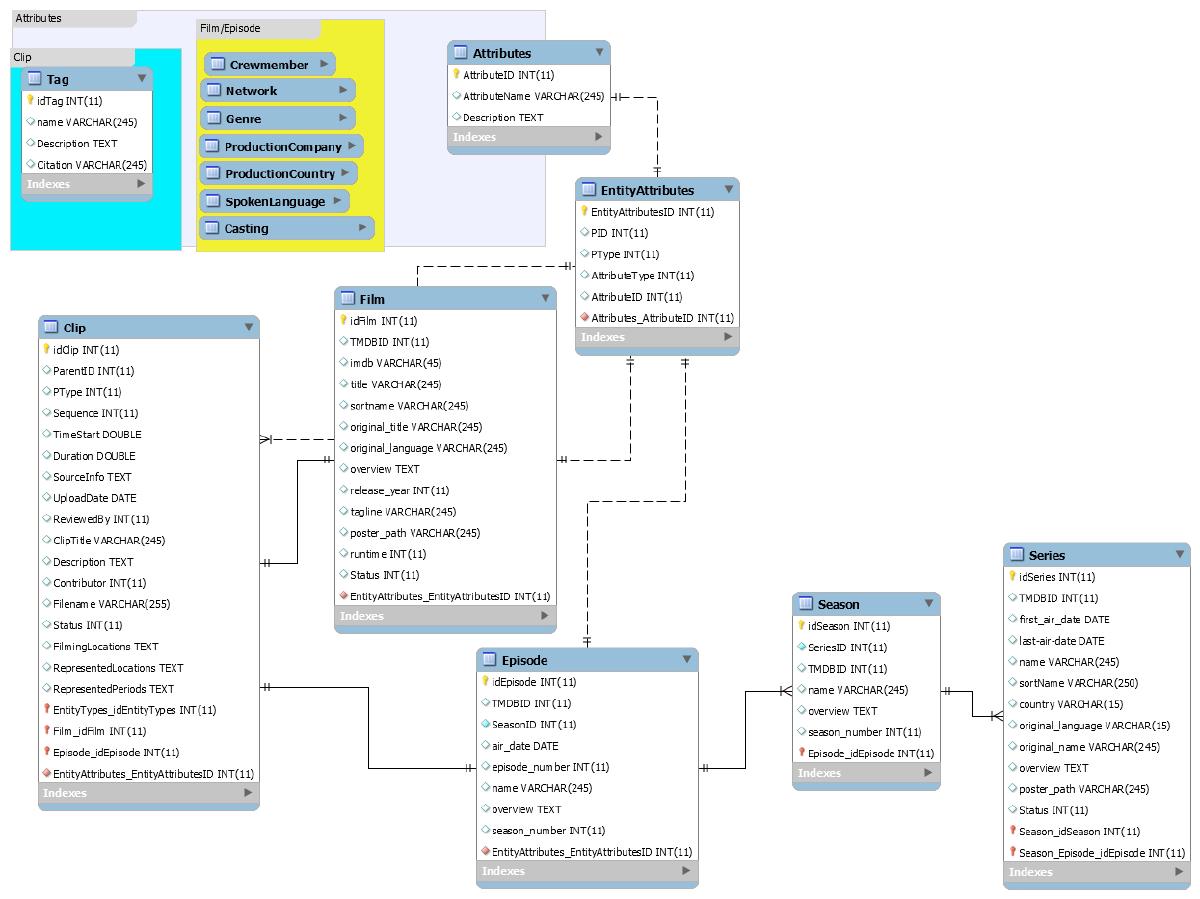 Attributes
Clip
Tag
idTag INT(11)
name VARCHAR(245)
Description TEXT
Citation VARCHAR(245)
Indexes
Film/Episode
Crewmember
Network
Genre
ProductionCompany
ProductionCountry
SpokenLanguage
Casting
Attributes
AttributeID INT(11)
AttributeName VARCHAR(245)
Description TEXT
Indexes
EntityAttributes
EntityAttributesID INT(11)
PID INT(11)
PType INT(11)
AttributeType INT(11)
AttributeID INT(11)
Attributes_AttributeID INT(11)
Indexes
Clip
idClip INT(11)
ParentID INT(11)
PType INT(11)
Sequence INT(11)
TimeStart DOUBLE
Duration DOUBLE
SourceInfo TEXT
UploadDate DATE
ReviewedBy INT(11)
ClipTitle VARCHAR(245)
Description TEXT
Contributor INT(11)
Filename VARCHAR(255)
Status INT(11)
FilmingLocations TEXT
RepresentedLocations TEXT
RepresentedPeriods TEXT
EntityTypes_idEntityTypes INT(11)
Film_idFilm INT(11)
Episode_idEpisode INT(11)
EntityAttributes_EntityAttributesID INT(11)
Indexes
Film
idFilm INT(11)
TMDBID INT(11)
imdb VARCHAR(45)
title VARCHAR(245)
sortname VARCHAR(245)
original_title VARCHAR(245)
original_language VARCHAR(245)
overview TEXT
release_year INT(11)
tagline VARCHAR(245)
poster_path VARCHAR(245)
runtime INT(11)
Status INT(11)
EntityAttributes_EntityAttributesID INT(11)
Indexes
Episode
idEpisode INT(11)
TMDBID INT(11)
SeasonID INT(11)
air_date DATE
episode_number INT(11)
name VARCHAR(245)
overview TEXT
season_number INT(11)
EntityAttributes_EntityAttributesID INT(11)
Indexes
Season
idSeason INT(11)
SeriesID INT(11)
TMDBID INT(11)
name VARCHAR(245)
overview TEXT
season_number INT(11)
Episode_idEpisode INT(11)
Indexes
Series
idSeries INT(11)
TMDBID INT(11)
first_air_date DATE
last-air-date DATE
name VARCHAR(245)
sortName VARCHAR(250)
country VARCHAR(15)
original_language VARCHAR(15)
original_name VARCHAR(245)
overview TEXT
poster_path VARCHAR(245)
Status INT(11)
Season_idSeason INT(11)
Season_Episode_idEpisode INT(11)
Indexes